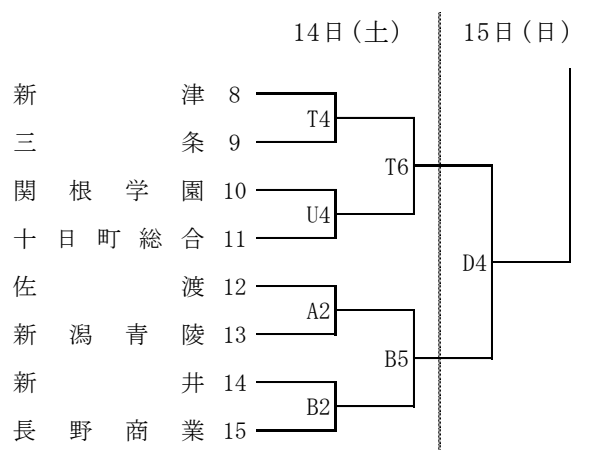 14日(土) 15日(日)
新津 8
三条 9
T4
T6
関根学園 10
U4
十日町総合 11
D4
佐渡 12
A2
新潟青陵 13
B5
新井 14
B2
長野商業 15